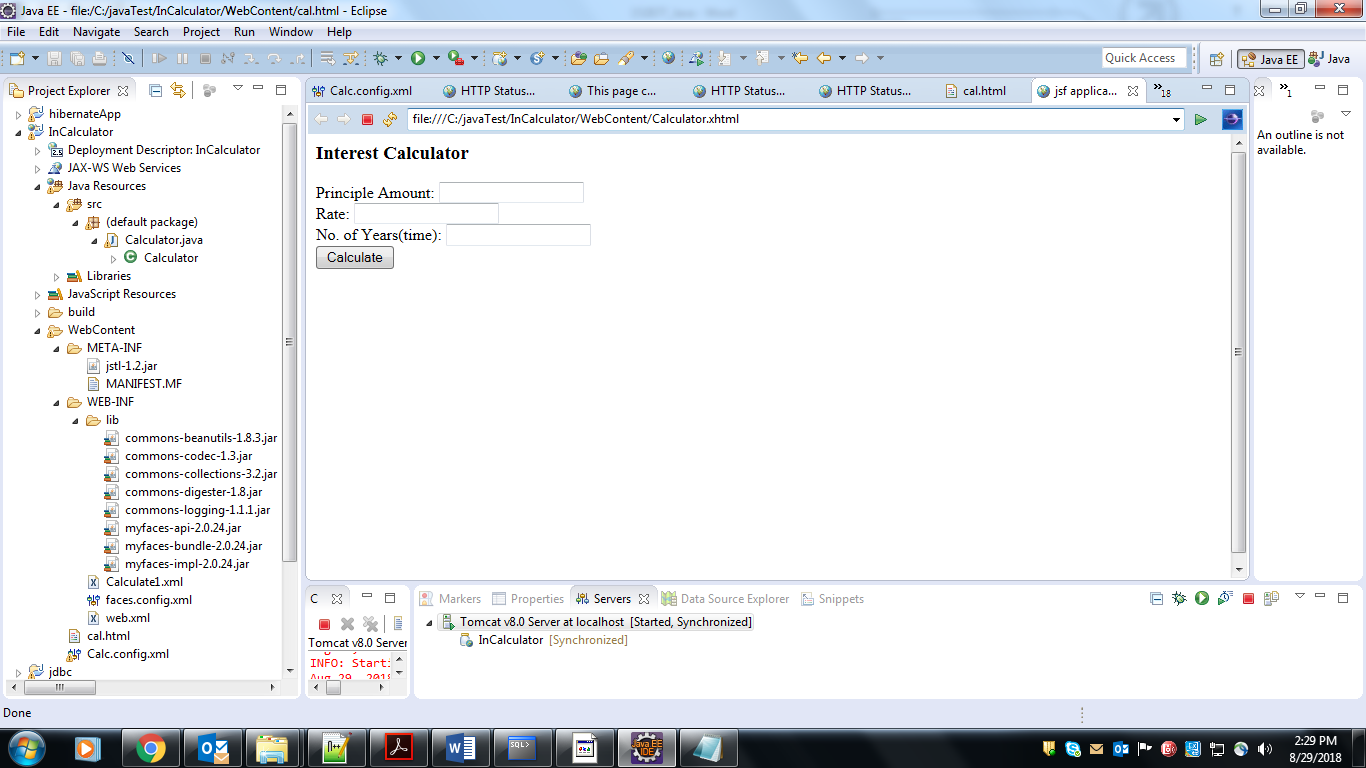 Java EE - file:/C:/javaTest/InCalculator/WebContent/cal.html - Eclipse
File Edit Navigate Search Project Run Window Help
Quick Access
Java EE
Java
Project Explorer
hibernateApp
InCalculator
Deployment Descriptor: InCalculator
JAX-WS Web Services
Java Resources
src
(default package)
Calculator.java
Calculator
Libraries
JavaScript Resources
build
WebContent
META-INF
jstl-1.2.jar
MANIFEST.MF
WEB-INF
lib
commons-beanutils-1.8.3.jar
commons-codec-1.3.jar
commons-collections-3.2.jar
commons-digester-1.8.jar
commons-logging-1.1.1.jar
myfaces-api-2.0.24.jar
myfaces-bundle-2.0.24.jar
myfaces-impl-2.0.24.jar
Calculate1.xml
faces.config.xml
web.xml
cal.html
Calc.config.xml
jdbc
Calc.config.xml
HTTP Status...
This page c...
HTTP Status...
HTTP Status...
cal.html
jsf applica...
»18
file:///C:/javaTest/InCalculator/WebContent/Calculator.xhtml
Interest Calculator
Principle Amount:
Rate:
No. of Years(time):
Calculate
»1
An outline is not
available.
C
Tomcat v8.0 Server
INFO: Starti
Aug 29, 2018
Markers
Properties
Servers
Data Source Explorer
Snippets
Tomcat v8.0 Server at localhost [Started, Synchronized]
InCalculator [Synchronized]
Done
SQL>
Java EE
IDE
2:29 PM
8/29/2018